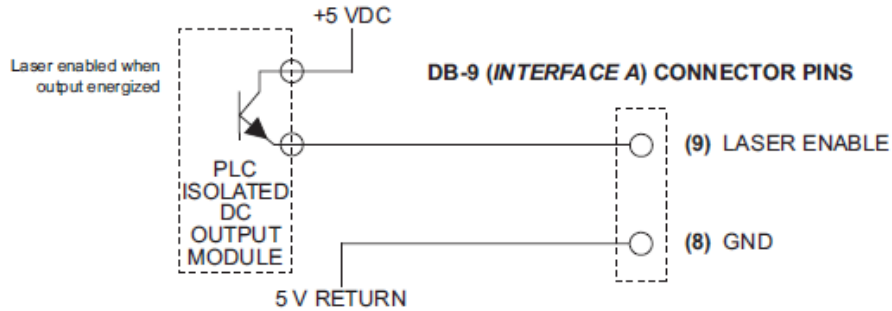 +5 VDC
Laser enabled when
output energized
DB-9 (INTERFACE A) CONNECTOR PINS
(9) LASER ENABLE
PLC
ISOLATED
DC
OUTPUT
MODULE
(8) GND
5 V RETURN